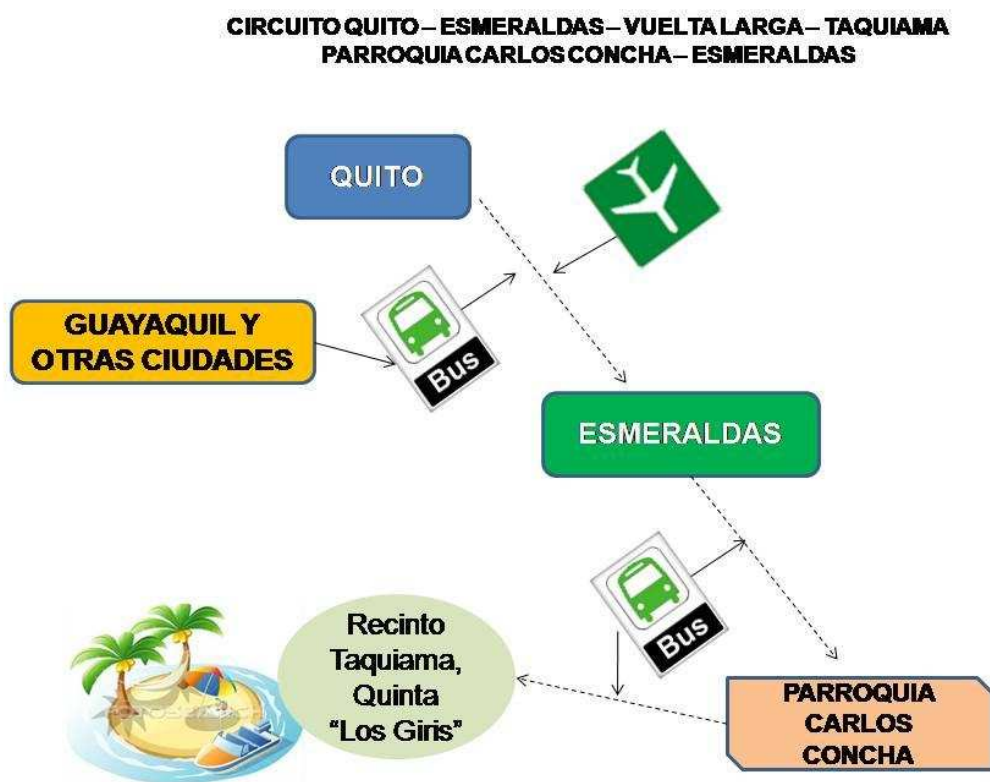 CIRCUITO QUITO – ESMERALDAS – VUELTA LARGA – TAQUIAMA
PARROQUIA CARLOS CONCHA – ESMERALDAS
QUITO
GUAYAQUIL Y
OTRAS CIUDADES
Bus
ESMERALDAS
Bus
Recinto
Taquiama,
Quinta
“Los Giris”
PARROQUIA
CARLOS
CONCHA